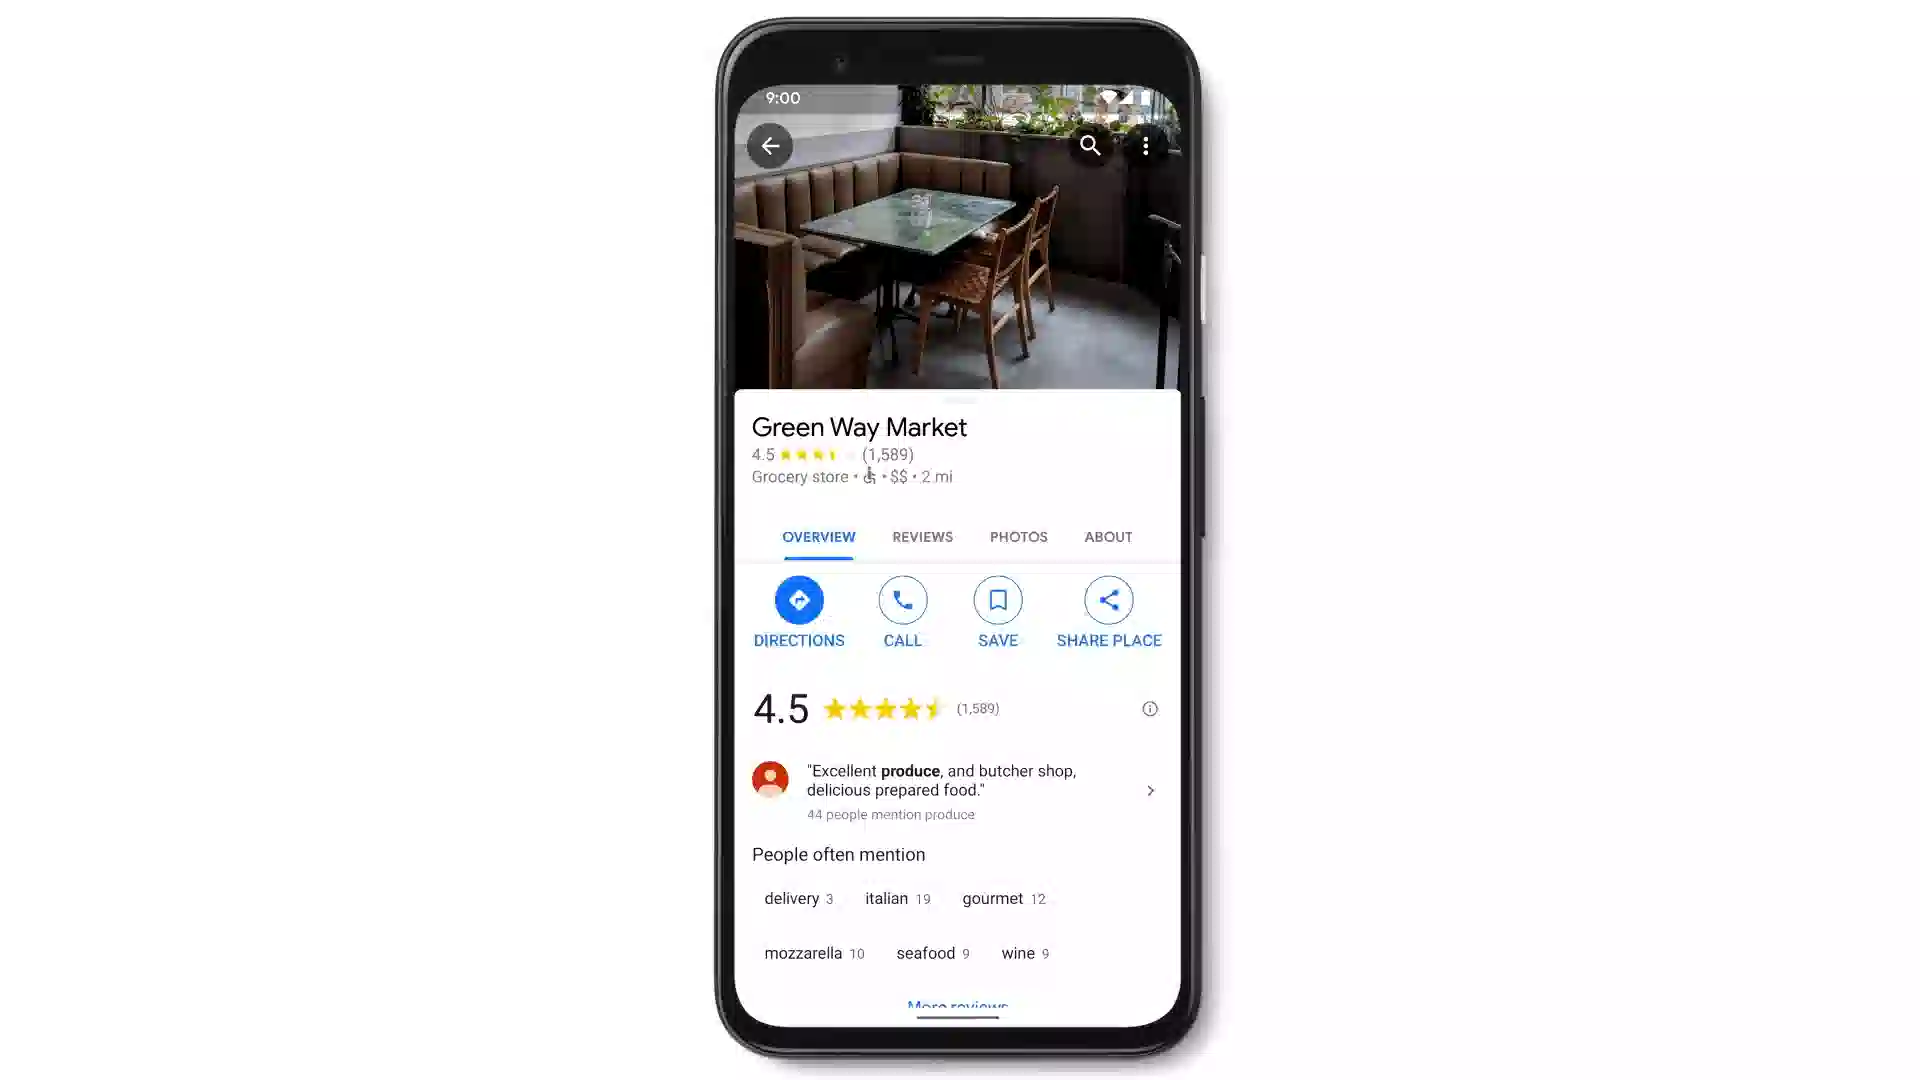 9:00
Green Way Market
4.5 (1,589)
Grocery store • • $$ • 2 mi
OVERVIEW REVIEWS PHOTOS ABOUT
DIRECTIONS CALL SAVE SHARE PLACE
4.5 (1,589)
"Excellent produce, and butcher shop,
delicious prepared food."
44 people mention produce
People often mention
delivery 3 italian 19 gourmet 12
mozzarella 10 seafood 9 wine 9
More reviews